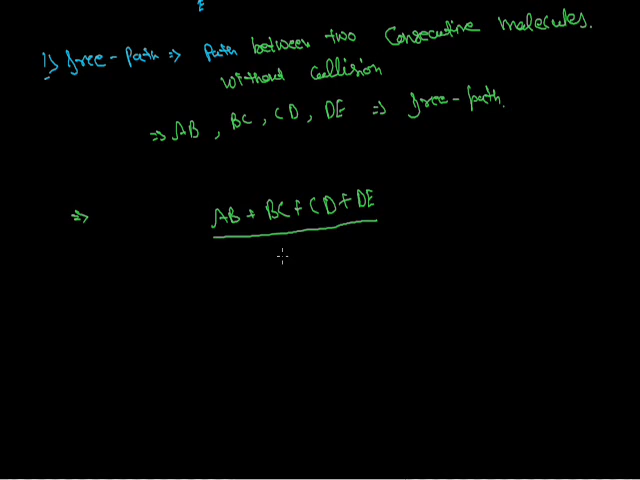 E
1> free-path => path between two Consecutive molecules.
without collision
=> AB, BC, CD, DE => free-path.
=> AB + BC + CD + DE